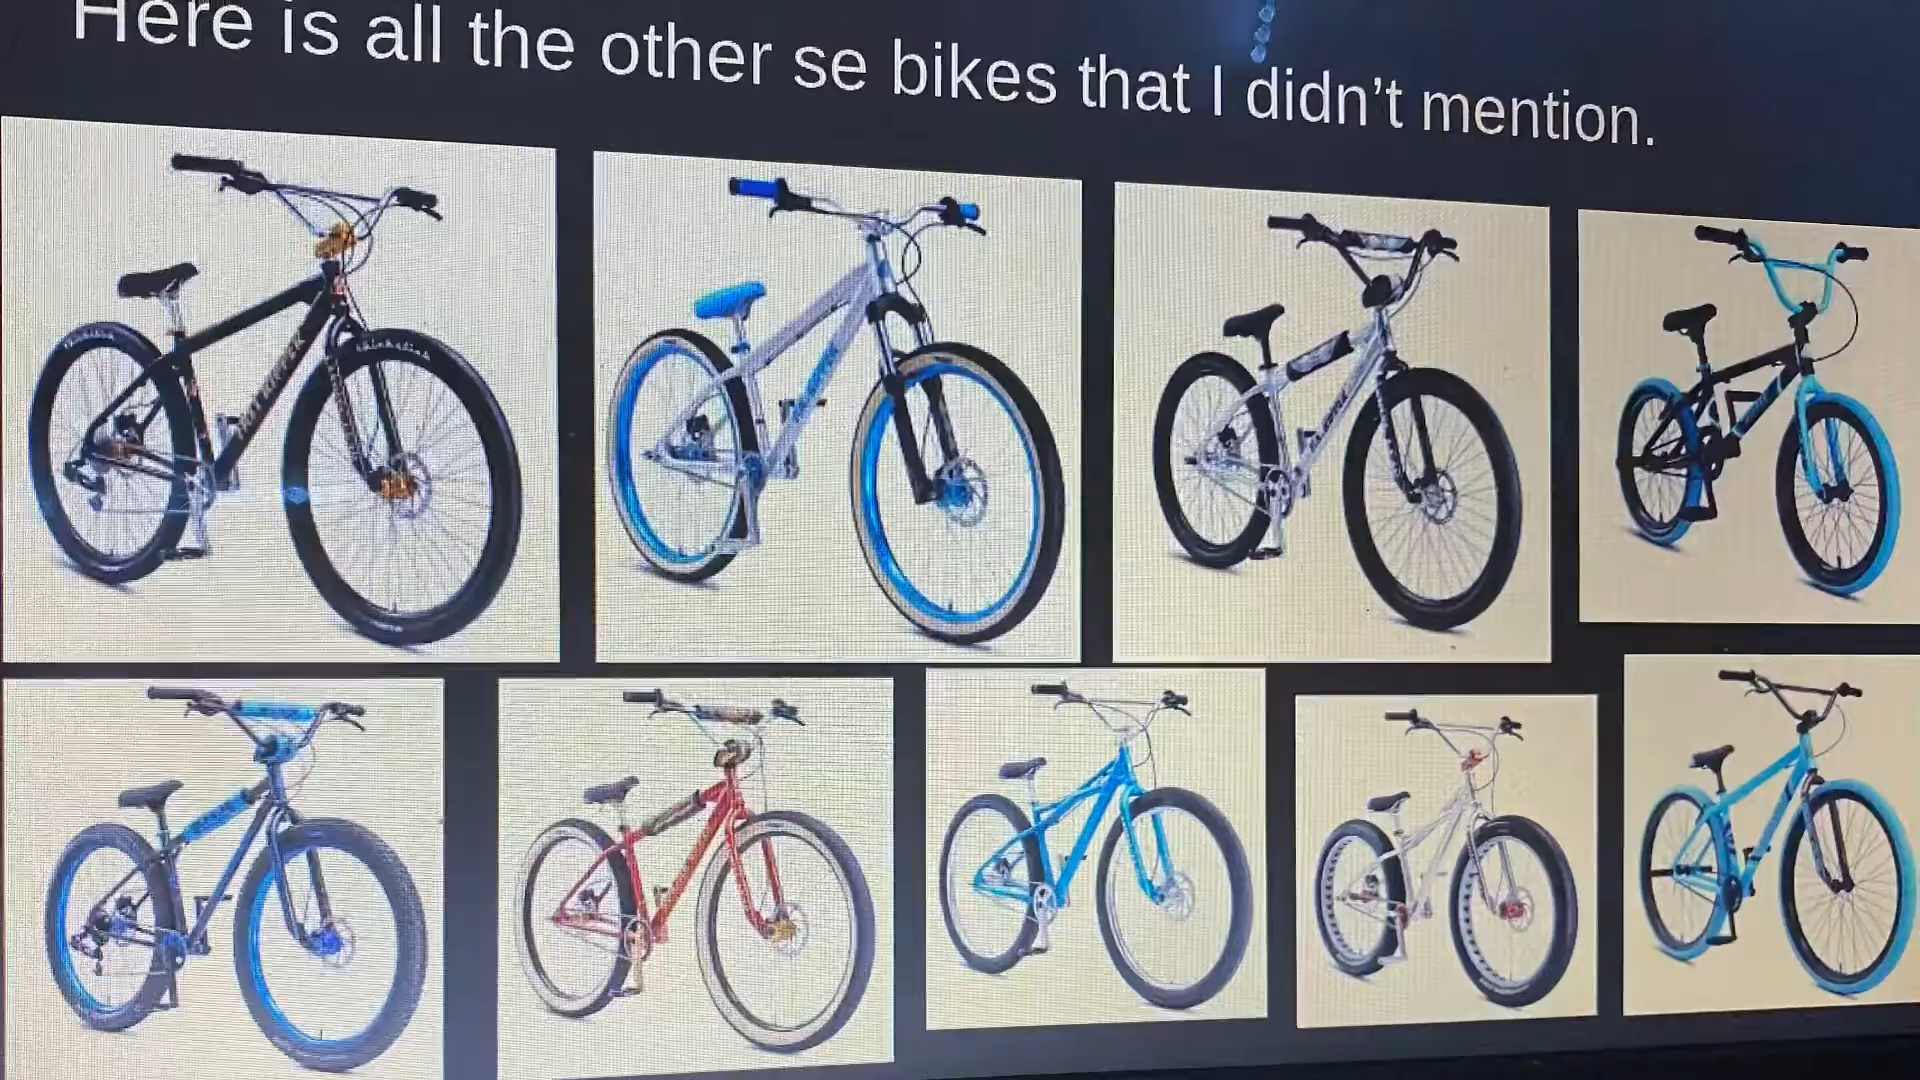 Here is all the other se bikes that I didn't mention.